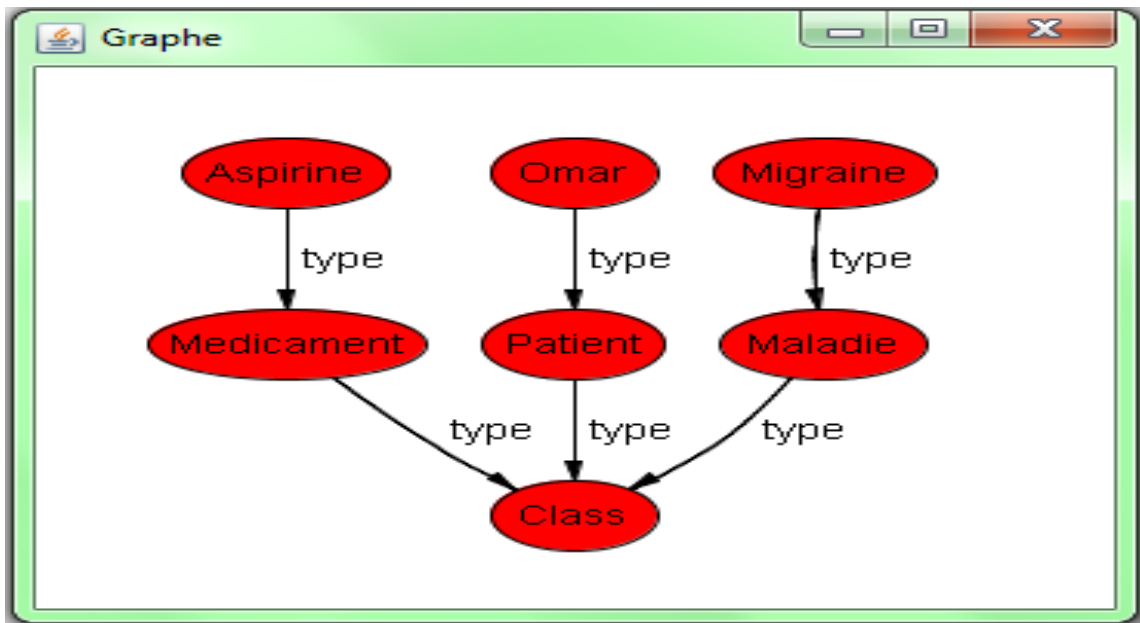 Graphe
Aspirine Omar Migraine
type type type
Medicament Patient Maladie
type type type
Class